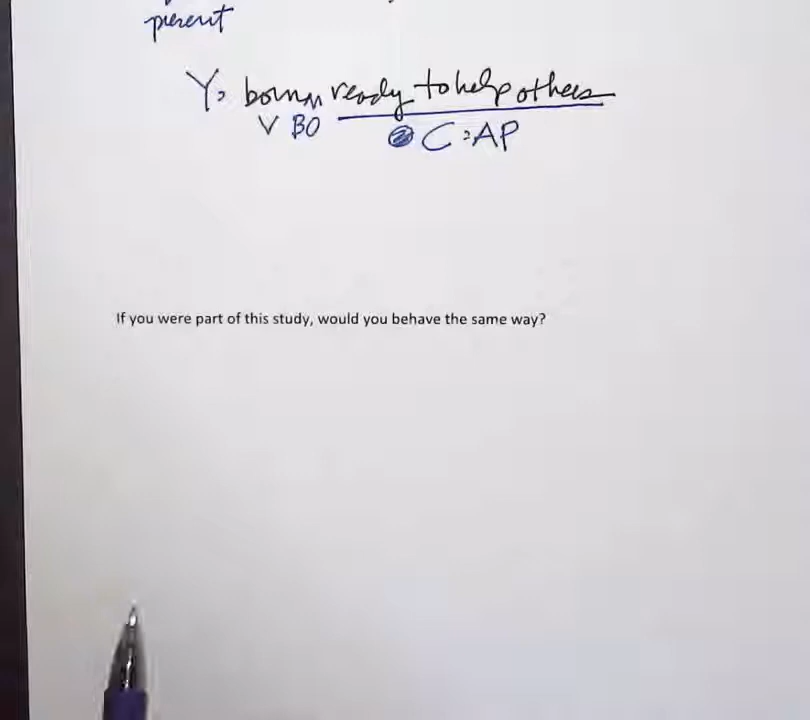 present
Y: born ready to help others
V BO C:AP
If you were part of this study, would you behave the same way?